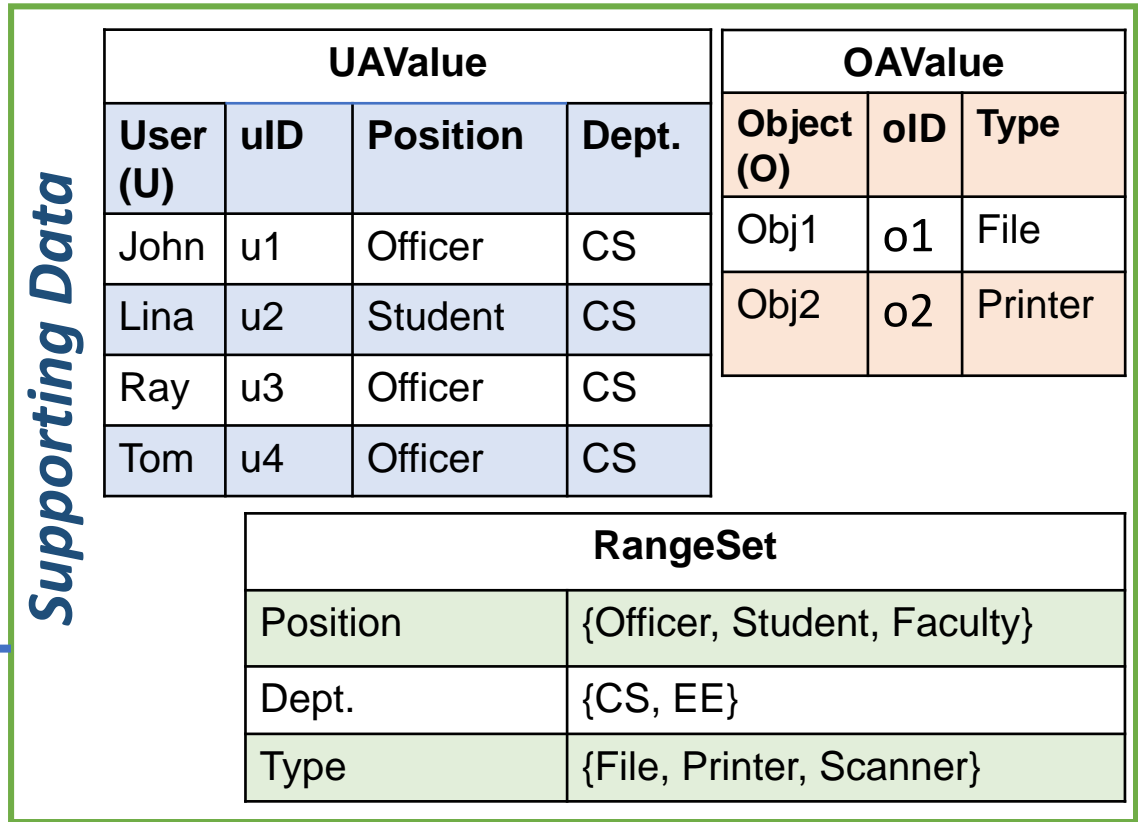 Supporting Data
UAValue
User (U) uID Position Dept.
John u1 Officer CS
Lina u2 Student CS
Ray u3 Officer CS
Tom u4 Officer CS
OAValue
Object (O) oID Type
Obj1 o1 File
Obj2 o2 Printer
RangeSet
Position {Officer, Student, Faculty}
Dept. {CS, EE}
Type {File, Printer, Scanner}